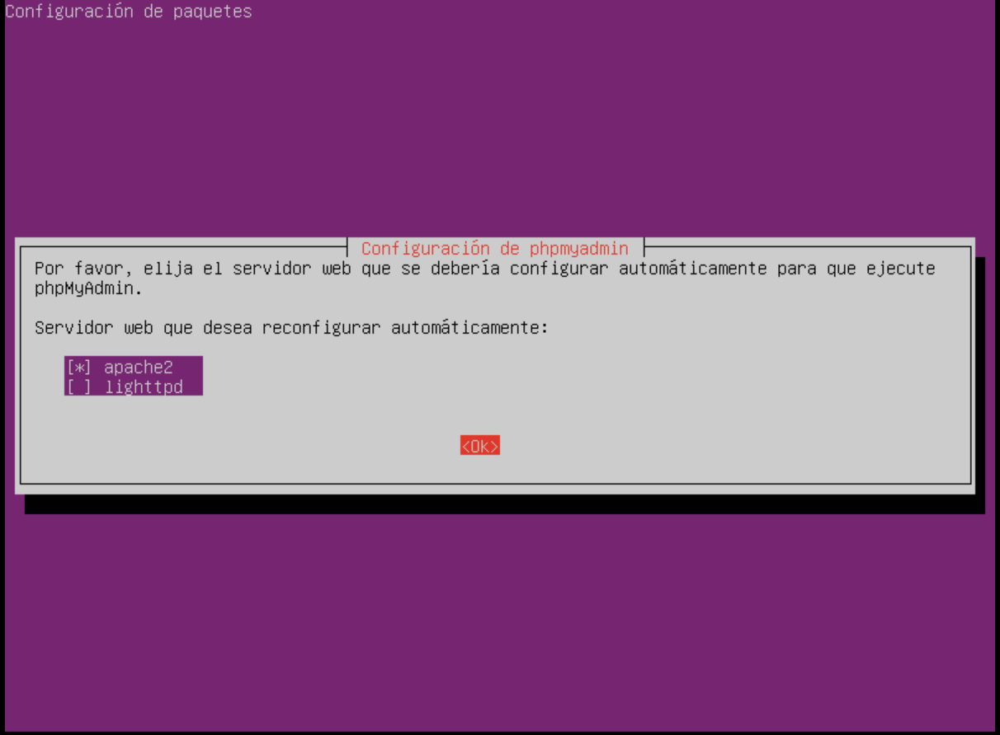 Configuración de paquetes
Configuración de phpmyadmin
Por favor, elija el servidor web que se debería configurar automáticamente para que ejecute
phpMyAdmin.
Servidor web que desea reconfigurar automáticamente:
[*] apache2
[ ] lighttpd
<Ok>